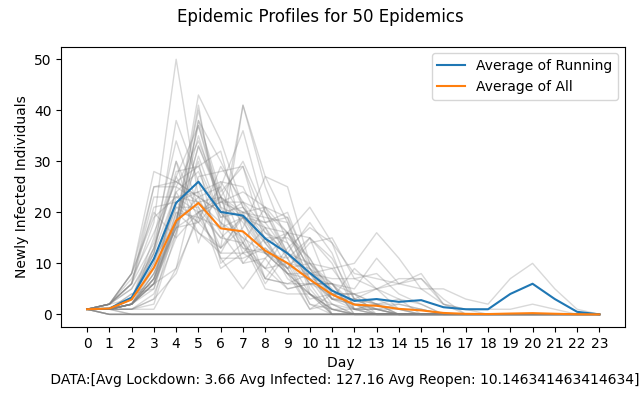 Epidemic Profiles for 50 Epidemics
50
40
30
20
10
0
Newly Infected Individuals
Average of Running
Average of All
0 1 2 3 4 5 6 7 8 9 10 11 12 13 14 15 16 17 18 19 20 21 22 23
Day
DATA:[Avg Lockdown: 3.66 Avg Infected: 127.16 Avg Reopen: 10.146341463414634]